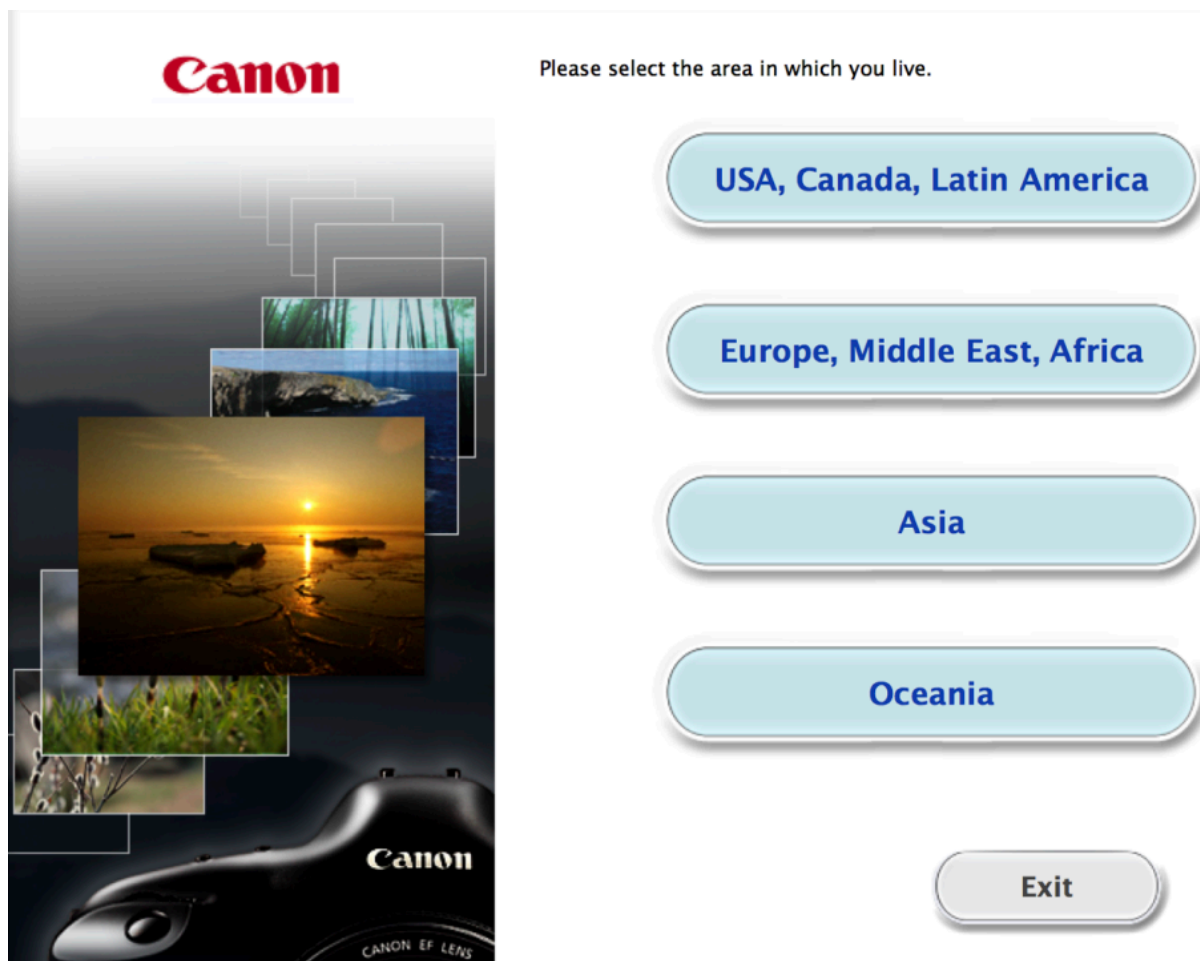 Canon
Please select the area in which you live.
USA, Canada, Latin America
Europe, Middle East, Africa
Asia
Oceania
Exit
Canon
CANON EF LENS